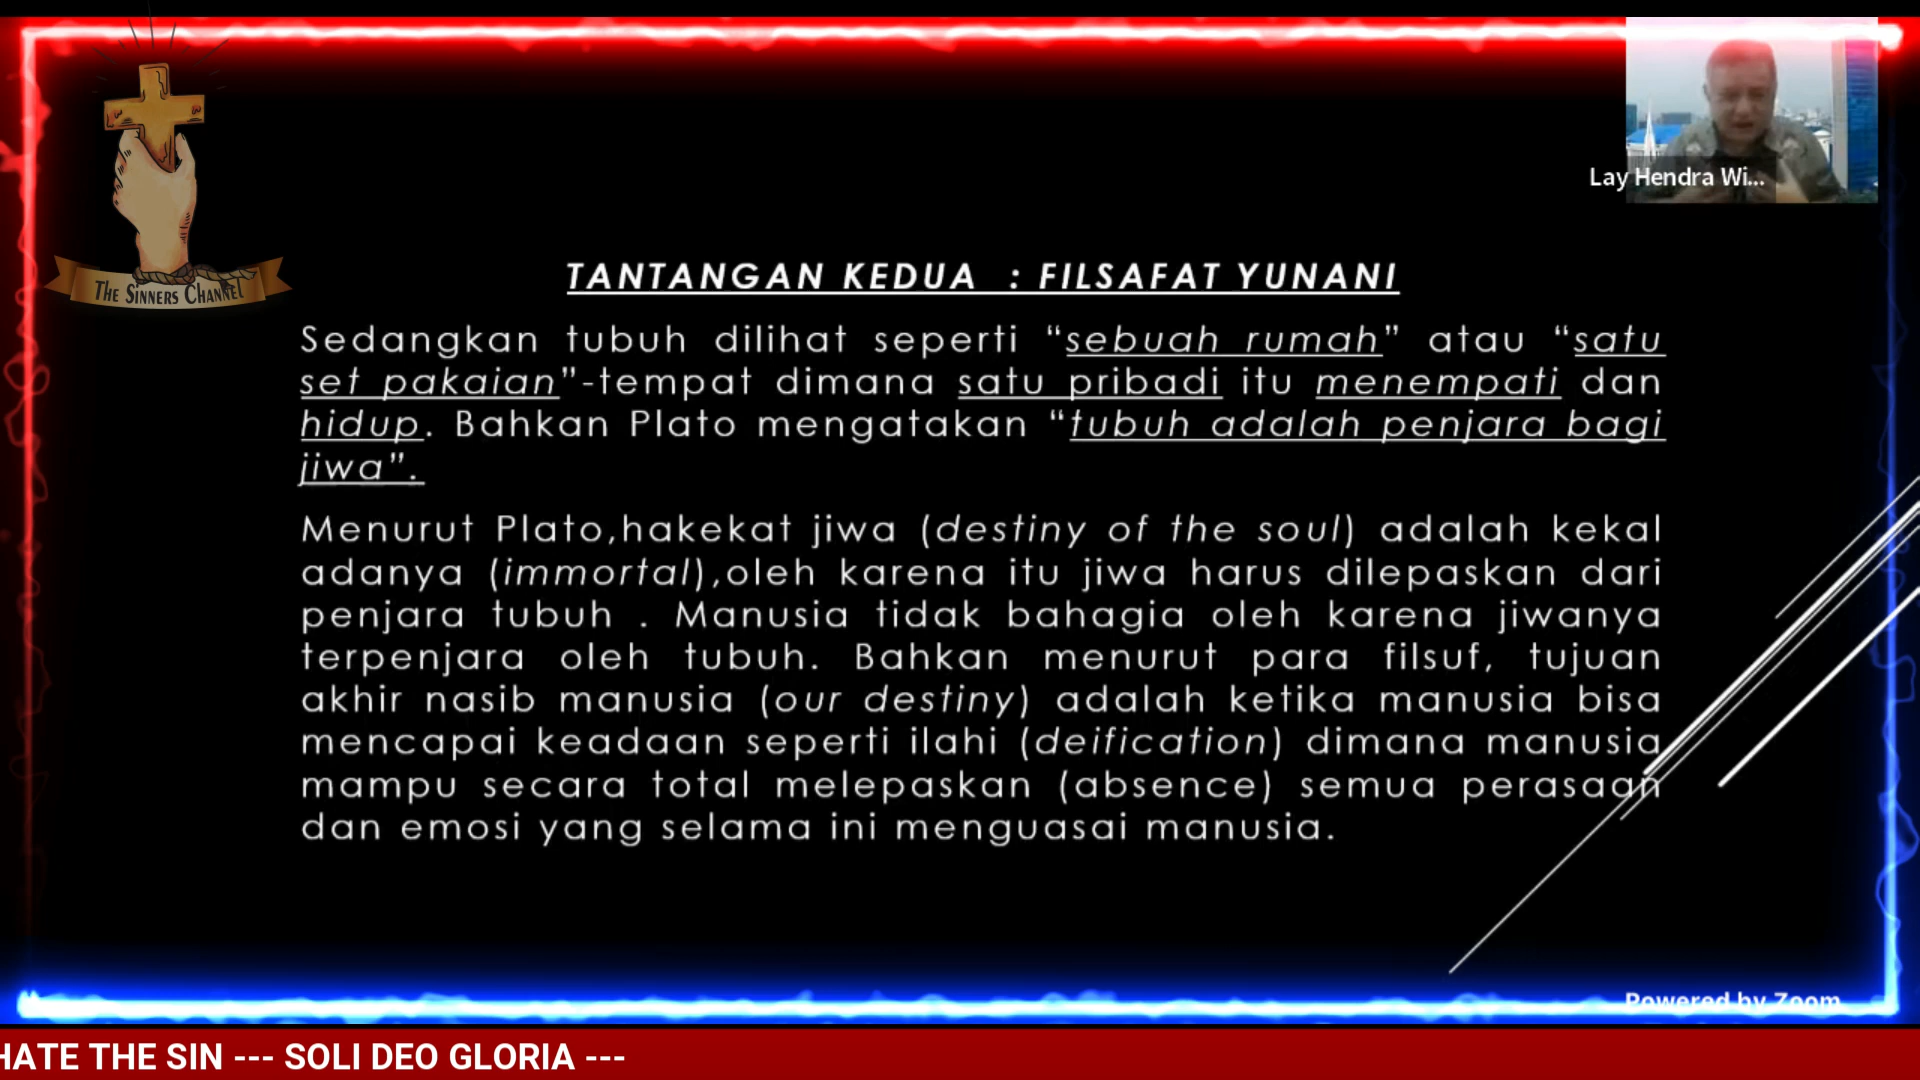 The Sinners Channel
Lay Hendra Wi...
TANTANGAN KEDUA : FILSAFAT YUNANI
Sedangkan tubuh dilihat seperti “sebuah rumah” atau “satu
set pakaian”-tempat dimana satu pribadi itu menempati dan
hidup. Bahkan Plato mengatakan “tubuh adalah penjara bagi
jiwa”.
Menurut Plato,hakekat jiwa (destiny of the soul) adalah kekal
adanya (immortal),oleh karena itu jiwa harus dilepaskan dari
penjara tubuh . Manusia tidak bahagia oleh karena jiwanya
terpenjara oleh tubuh. Bahkan menurut para filsuf, tujuan
akhir nasib manusia (our destiny) adalah ketika manusia bisa
mencapai keadaan seperti ilahi (deification) dimana manusia
mampu secara total melepaskan (absence) semua perasaan
dan emosi yang selama ini menguasai manusia.
Powered by Zoom
HATE THE SIN --- SOLI DEO GLORIA ---